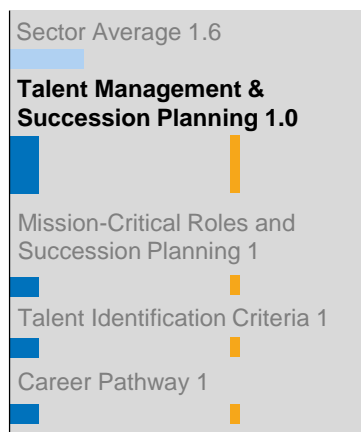 Sector Average 1.6
Talent Management &
Succession Planning 1.0
Mission-Critical Roles and
Succession Planning 1
Talent Identification Criteria 1
Career Pathway 1